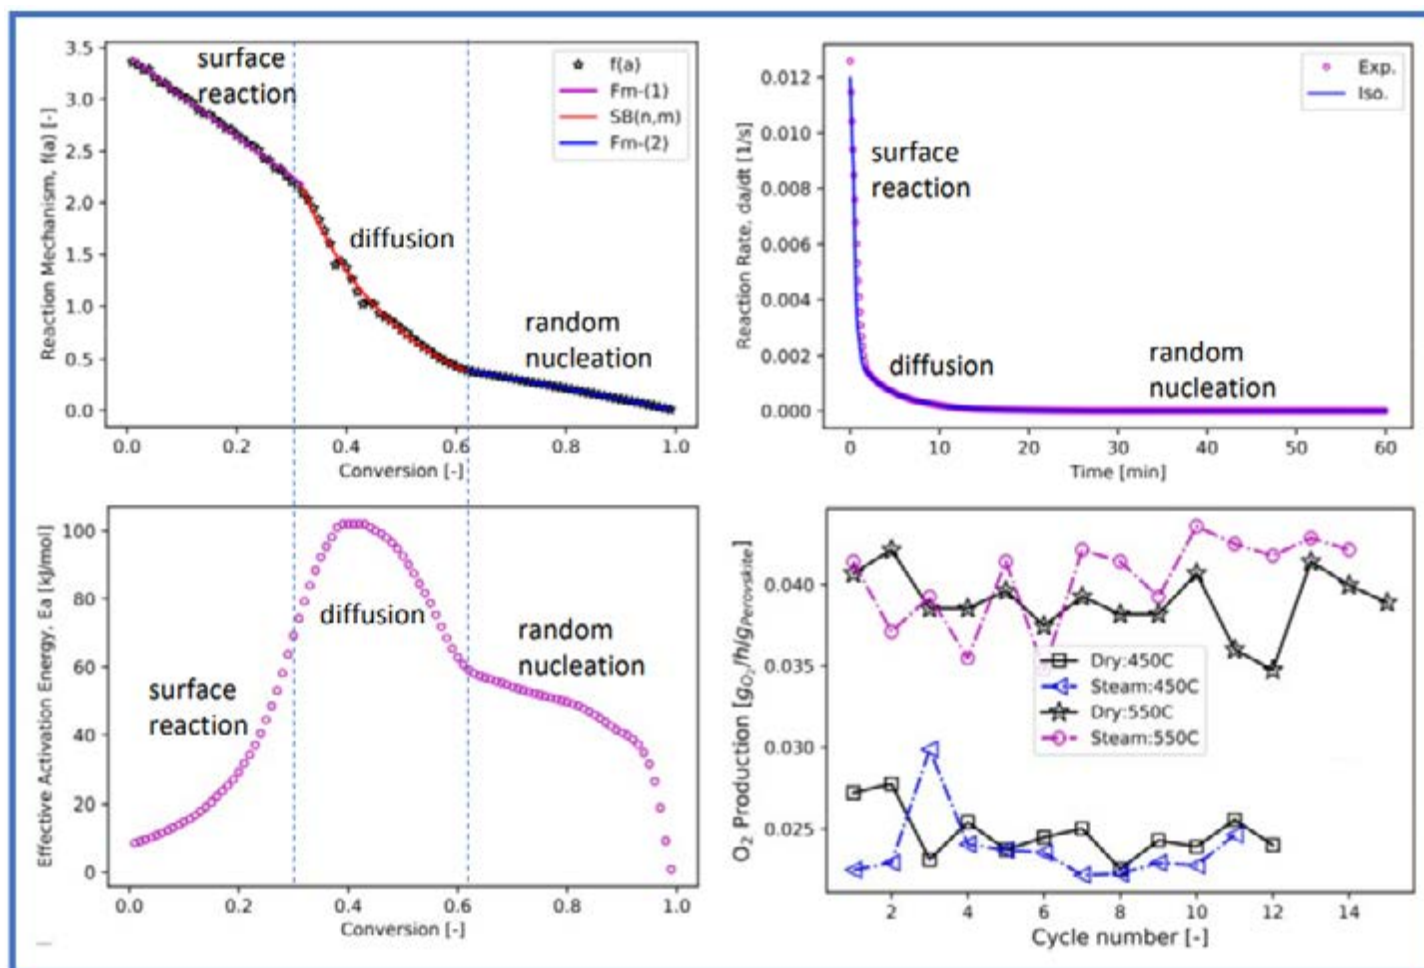 Reaction Mechanism, f(a) [-]
3.5
3.0
2.5
2.0
1.5
1.0
0.5
0.0
surface
reaction
diffusion
random
nucleation
f(a)
Fm-(1)
SB(n,m)
Fm-(2)
0.0 0.2 0.4 0.6 0.8 1.0
Conversion [-]
Reaction Rate, da/dt [1/s]
0.012
0.010
0.008
0.006
0.004
0.002
0.000
surface
reaction
diffusion
random
nucleation
Exp.
Iso.
0 10 20 30 40 50 60
Time [min]
Effective Activation Energy, Ea [kJ/mol]
100
80
60
40
20
0
surface
reaction
diffusion
random
nucleation
0.0 0.2 0.4 0.6 0.8 1.0
Conversion [-]
O₂ Production [g_O₂/h/g_Perovskite]
0.040
0.035
0.030
0.025
Dry:450C
Steam:450C
Dry:550C
Steam:550C
2 4 6 8 10 12 14
Cycle number [-]